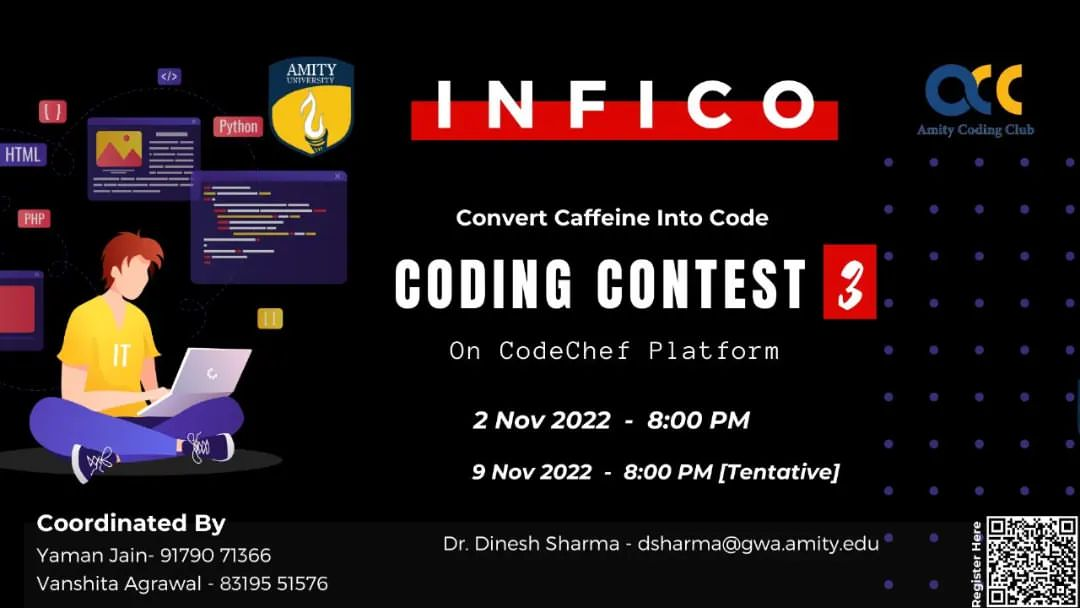 </>
{ }
Python
HTML
PHP
[ ]
IT
AMITY
UNIVERSITY
INFICO
acc
Amity Coding Club
Convert Caffeine Into Code
CODING CONTEST 3
On CodeChef Platform
2 Nov 2022 - 8:00 PM
9 Nov 2022 - 8:00 PM [Tentative]
Coordinated By
Yaman Jain- 91790 71366
Vanshita Agrawal - 83195 51576
Dr. Dinesh Sharma - dsharma@gwa.amity.edu
Register Here